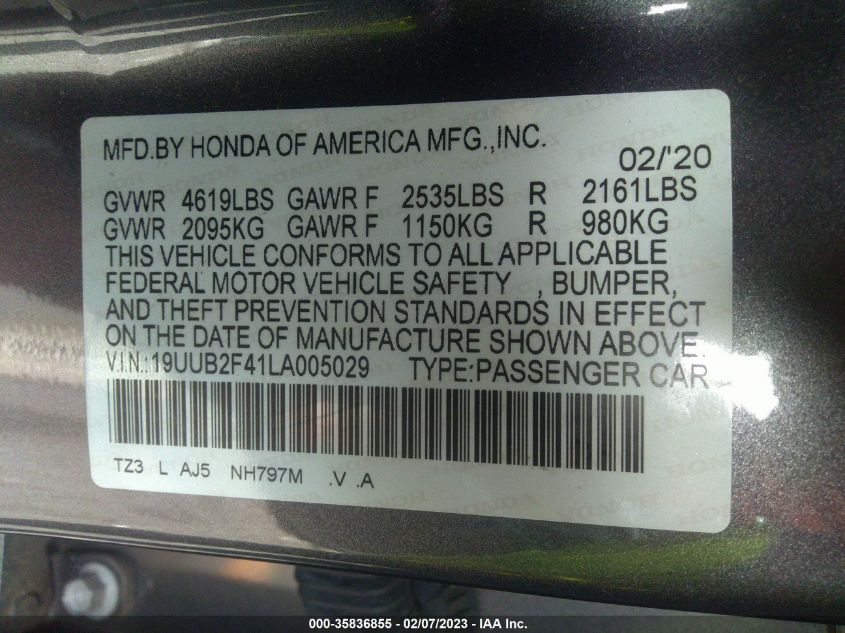 MFD.BY HONDA OF AMERICA MFG.,INC.
02/'20
GVWR 4619LBS GAWR F 2535LBS R 2161LBS
GVWR 2095KG GAWR F 1150KG R 980KG
THIS VEHICLE CONFORMS TO ALL APPLICABLE
FEDERAL MOTOR VEHICLE SAFETY , BUMPER,
AND THEFT PREVENTION STANDARDS IN EFFECT
ON THE DATE OF MANUFACTURE SHOWN ABOVE.
V.I.N.:19UUB2F41LA005029 TYPE:PASSENGER CAR
TZ3 L AJ5 NH797M .V .A
000-35836855 - 02/07/2023 - IAA Inc.